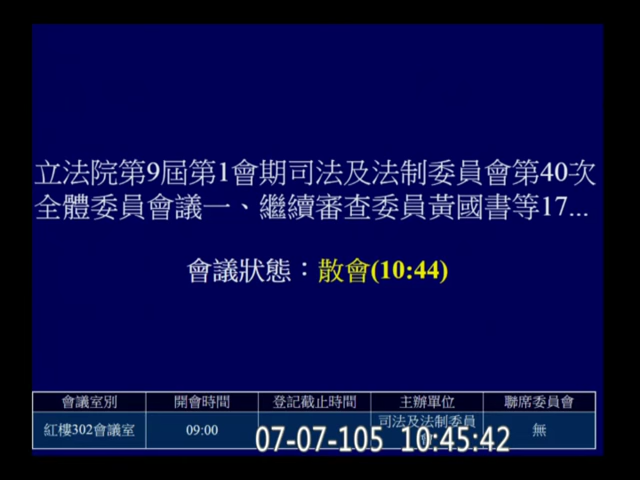 立法院第9屆第1會期司法及法制委員會第40次
全體委員會議一、繼續審查委員黃國書等17...
會議狀態：散會(10:44)
會議室別 開會時間 登記截止時間 主辦單位 聯席委員會
紅樓302會議室 09:00 司法及法制委員會 無
07-07-105 10:45:42